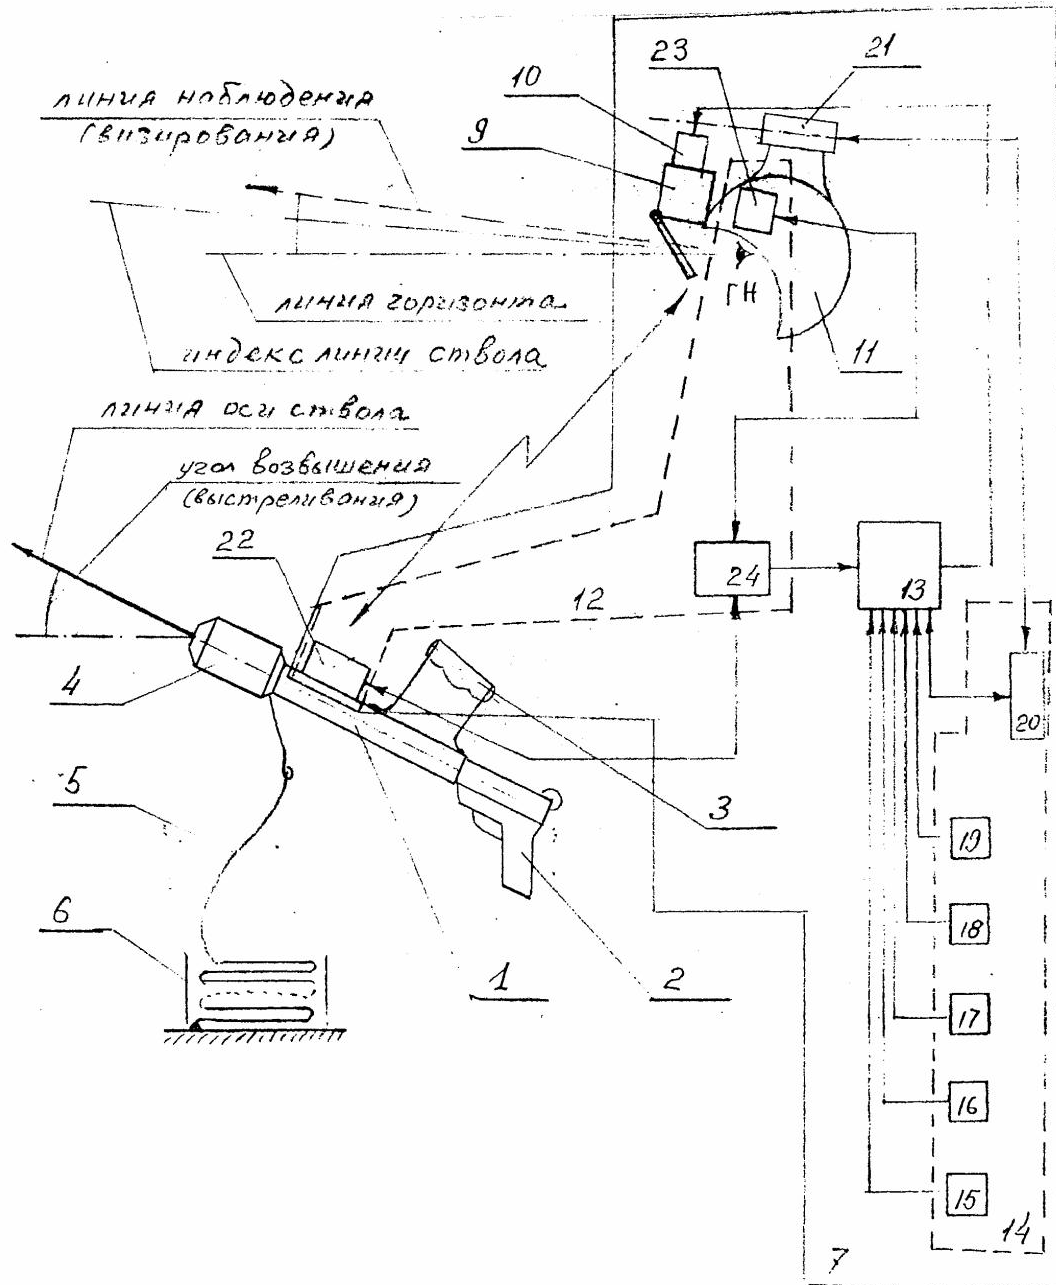 23
21
10
линия наблюдения
(визирования)
9
линия горизонта
ГН
11
индекс линии ствола
линия оси ствола
угол возвышения
(выстреливания)
22
24
13
12
4
20
5
3
19
6
18
1
2
17
16
15
14
7